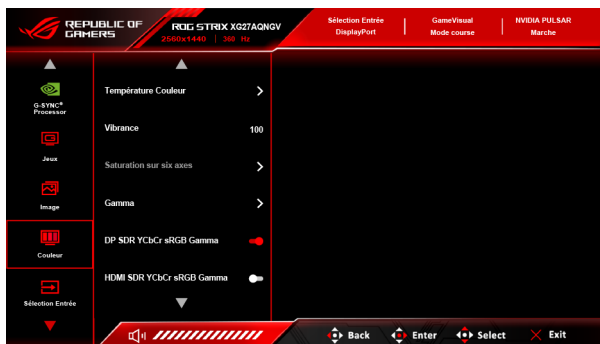 REPUBLIC OF
GAMERS
ROG STRIX XG27AQNGV
2560x1440 | 360 Hz
Sélection Entrée
DisplayPort
GameVisual
Mode course
NVIDIA PULSAR
Marche
G-SYNC®
Processor
Jeux
Image
Couleur
Sélection Entrée
Température Couleur
Vibrance 100
Saturation sur six axes
Gamma
DP SDR YCbCr sRGB Gamma
HDMI SDR YCbCr sRGB Gamma
Back Enter Select Exit